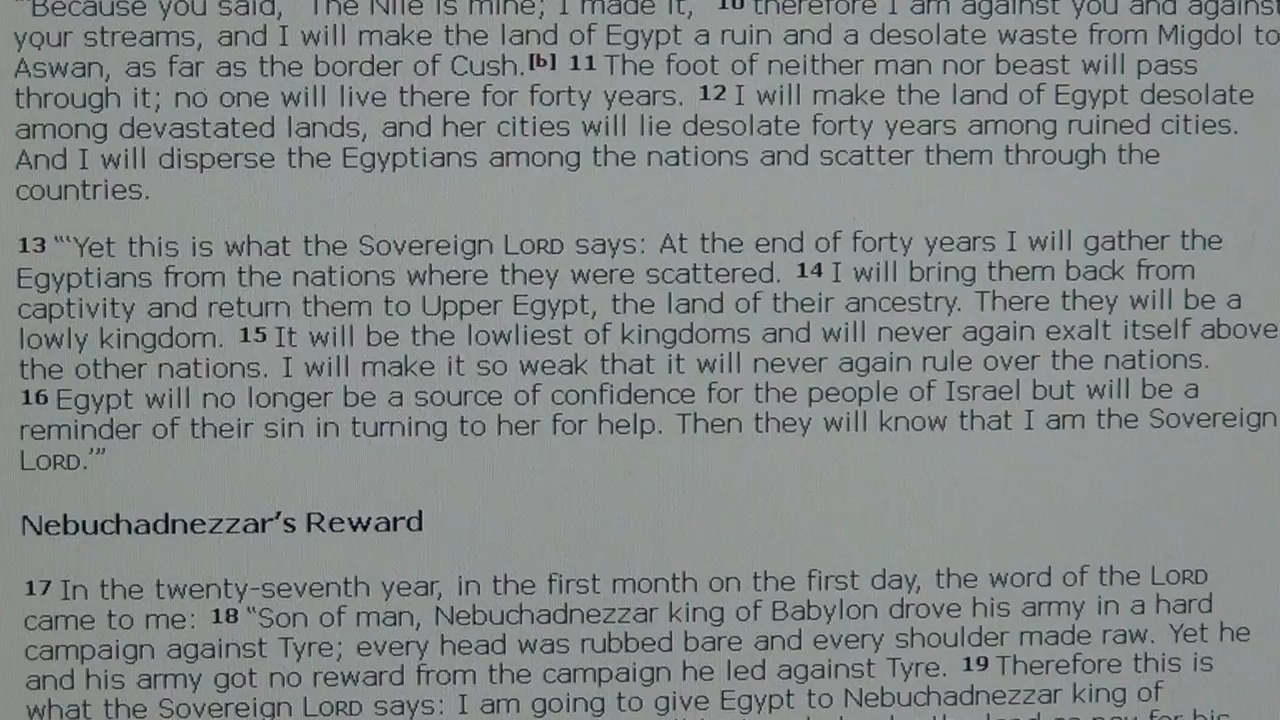 "Because you said, "The Nile is mine; I made it," 10 therefore I am against you and against
your streams, and I will make the land of Egypt a ruin and a desolate waste from Migdol to
Aswan, as far as the border of Cush.[b] 11 The foot of neither man nor beast will pass
through it; no one will live there for forty years. 12 I will make the land of Egypt desolate
among devastated lands, and her cities will lie desolate forty years among ruined cities.
And I will disperse the Egyptians among the nations and scatter them through the
countries.
13 "'"Yet this is what the Sovereign LORD says: At the end of forty years I will gather the
Egyptians from the nations where they were scattered. 14 I will bring them back from
captivity and return them to Upper Egypt, the land of their ancestry. There they will be a
lowly kingdom. 15 It will be the lowliest of kingdoms and will never again exalt itself above
the other nations. I will make it so weak that it will never again rule over the nations.
16 Egypt will no longer be a source of confidence for the people of Israel but will be a
reminder of their sin in turning to her for help. Then they will know that I am the Sovereign
LORD.'"
Nebuchadnezzar's Reward
17 In the twenty-seventh year, in the first month on the first day, the word of the LORD
came to me: 18 "Son of man, Nebuchadnezzar king of Babylon drove his army in a hard
campaign against Tyre; every head was rubbed bare and every shoulder made raw. Yet he
and his army got no reward from the campaign he led against Tyre. 19 Therefore this is
what the Sovereign LORD says: I am going to give Egypt to Nebuchadnezzar king of